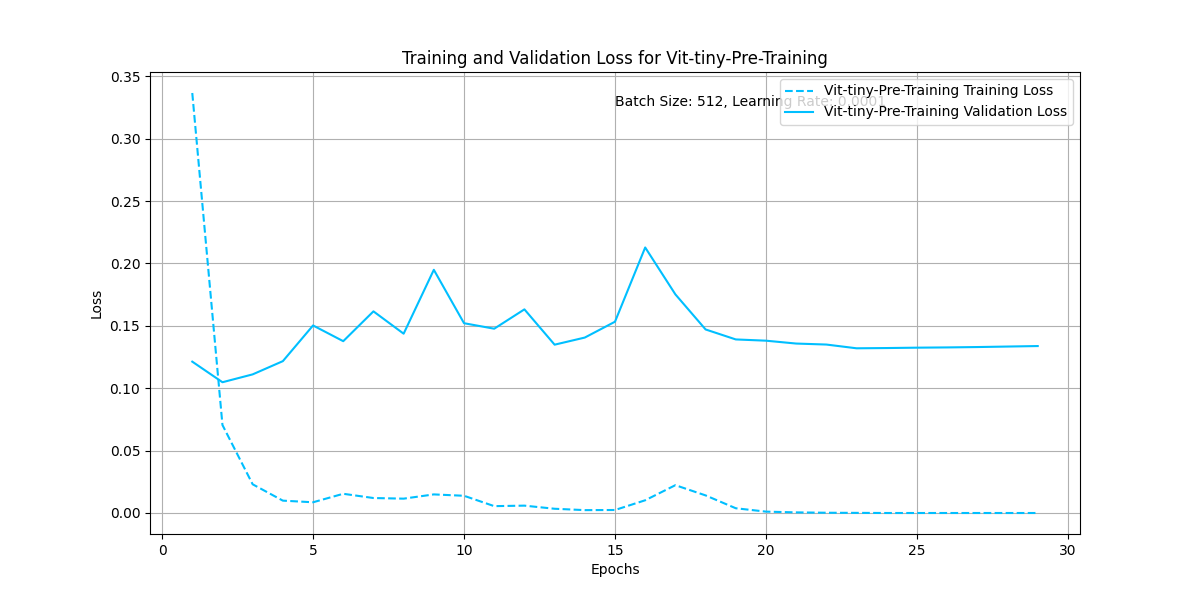 Training and Validation Loss for Vit-tiny-Pre-Training
0.35
0.30
0.25
0.20
0.15
0.10
0.05
0.00
Loss
Batch Size: 512, Learning Rate: 0.0001
Vit-tiny-Pre-Training Training Loss
Vit-tiny-Pre-Training Validation Loss
0
5
10
15
20
25
30
Epochs